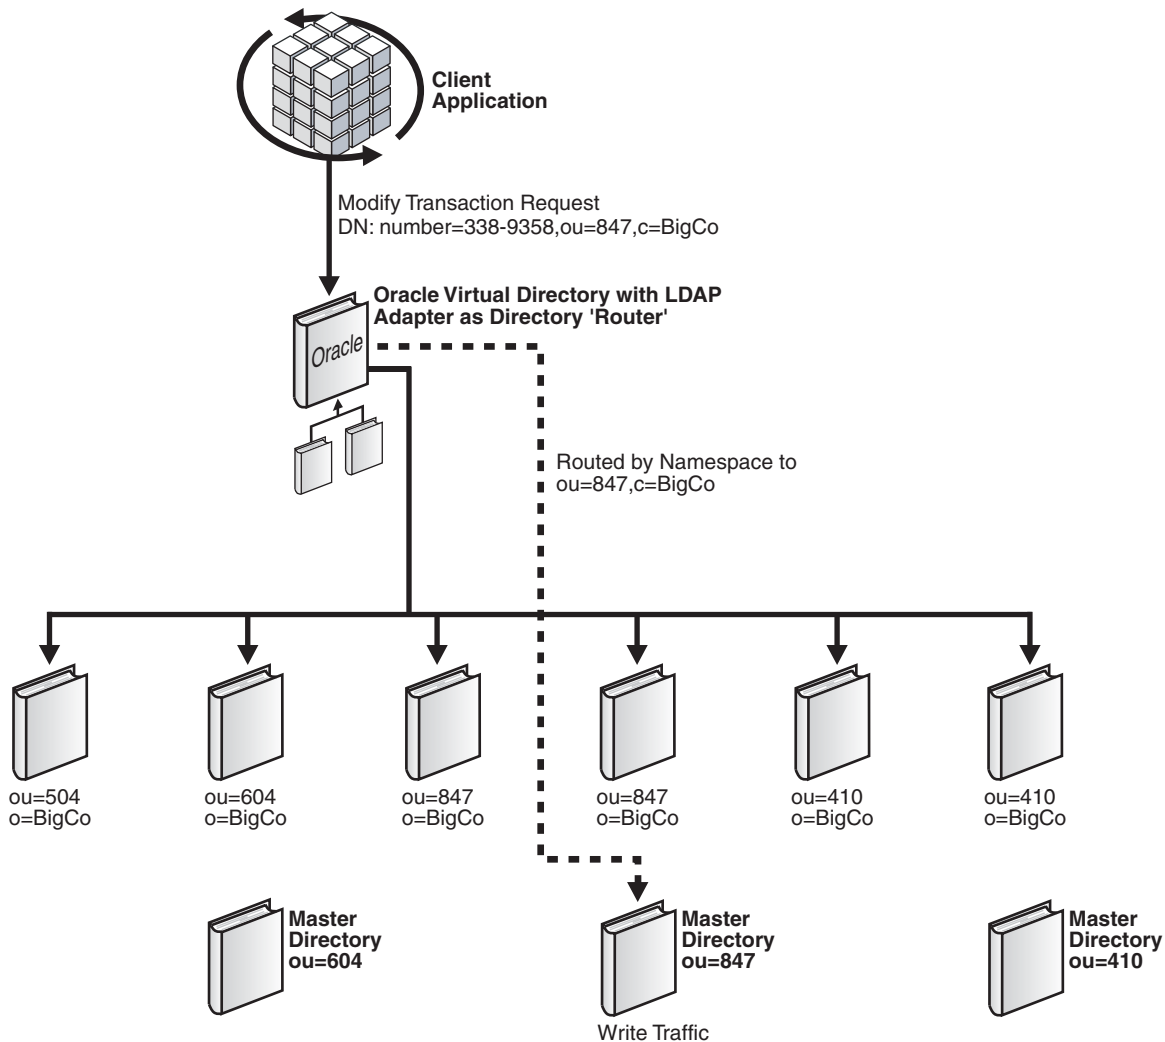 Client
Application
Modify Transaction Request
DN: number=338-9358,ou=847,c=BigCo
Oracle Virtual Directory with LDAP
Adapter as Directory 'Router'
Oracle
Routed by Namespace to
ou=847,c=BigCo
ou=504
o=BigCo
ou=604
o=BigCo
ou=847
o=BigCo
ou=847
o=BigCo
ou=410
o=BigCo
ou=410
o=BigCo
Master
Directory
ou=604
Master
Directory
ou=847
Write Traffic
Master
Directory
ou=410